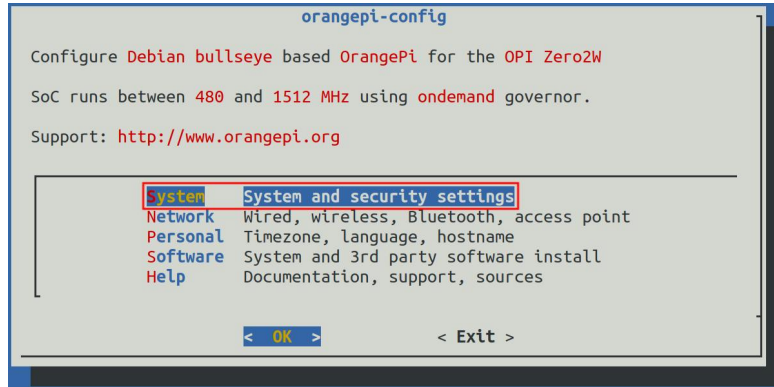 orangepi-config
Configure Debian bullseye based OrangePi for the OPI Zero2W
SoC runs between 480 and 1512 MHz using ondemand governor.
Support: http://www.orangepi.org
System System and security settings
Network Wired, wireless, Bluetooth, access point
Personal Timezone, language, hostname
Software System and 3rd party software install
Help Documentation, support, sources
< OK > < Exit >